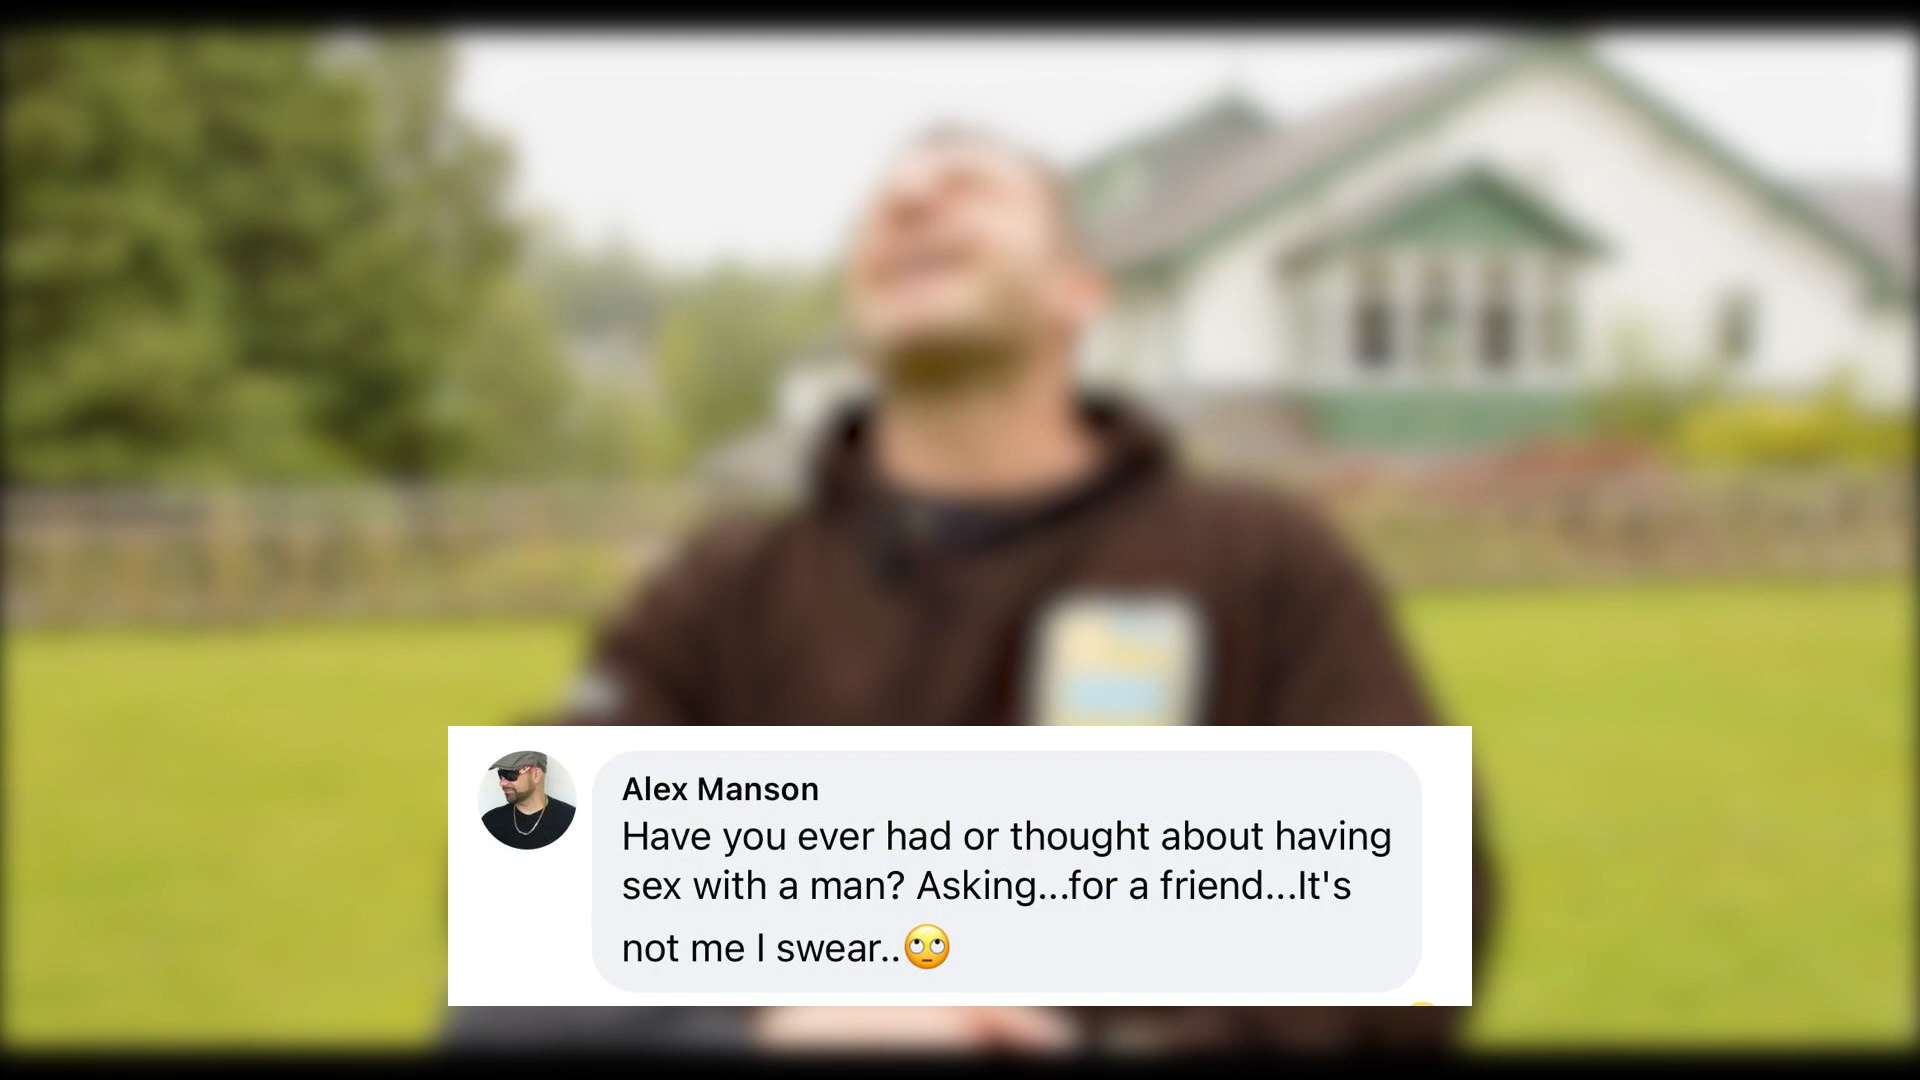 Alex Manson
Have you ever had or thought about having
sex with a man? Asking...for a friend...It's
not me I swear..🙄